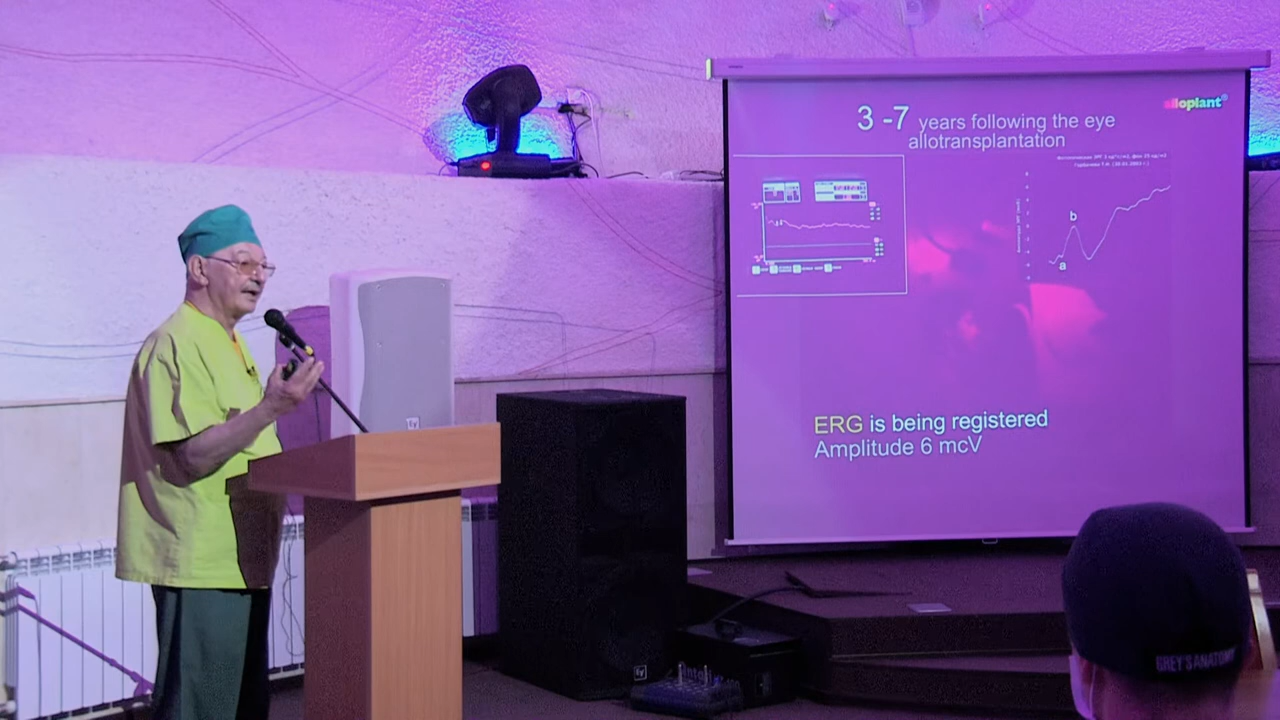 alloplant®
3 -7 years following the eye
allotransplantation
b
a
ERG is being registered
Amplitude 6 mcV
GREY'S ANATOMY